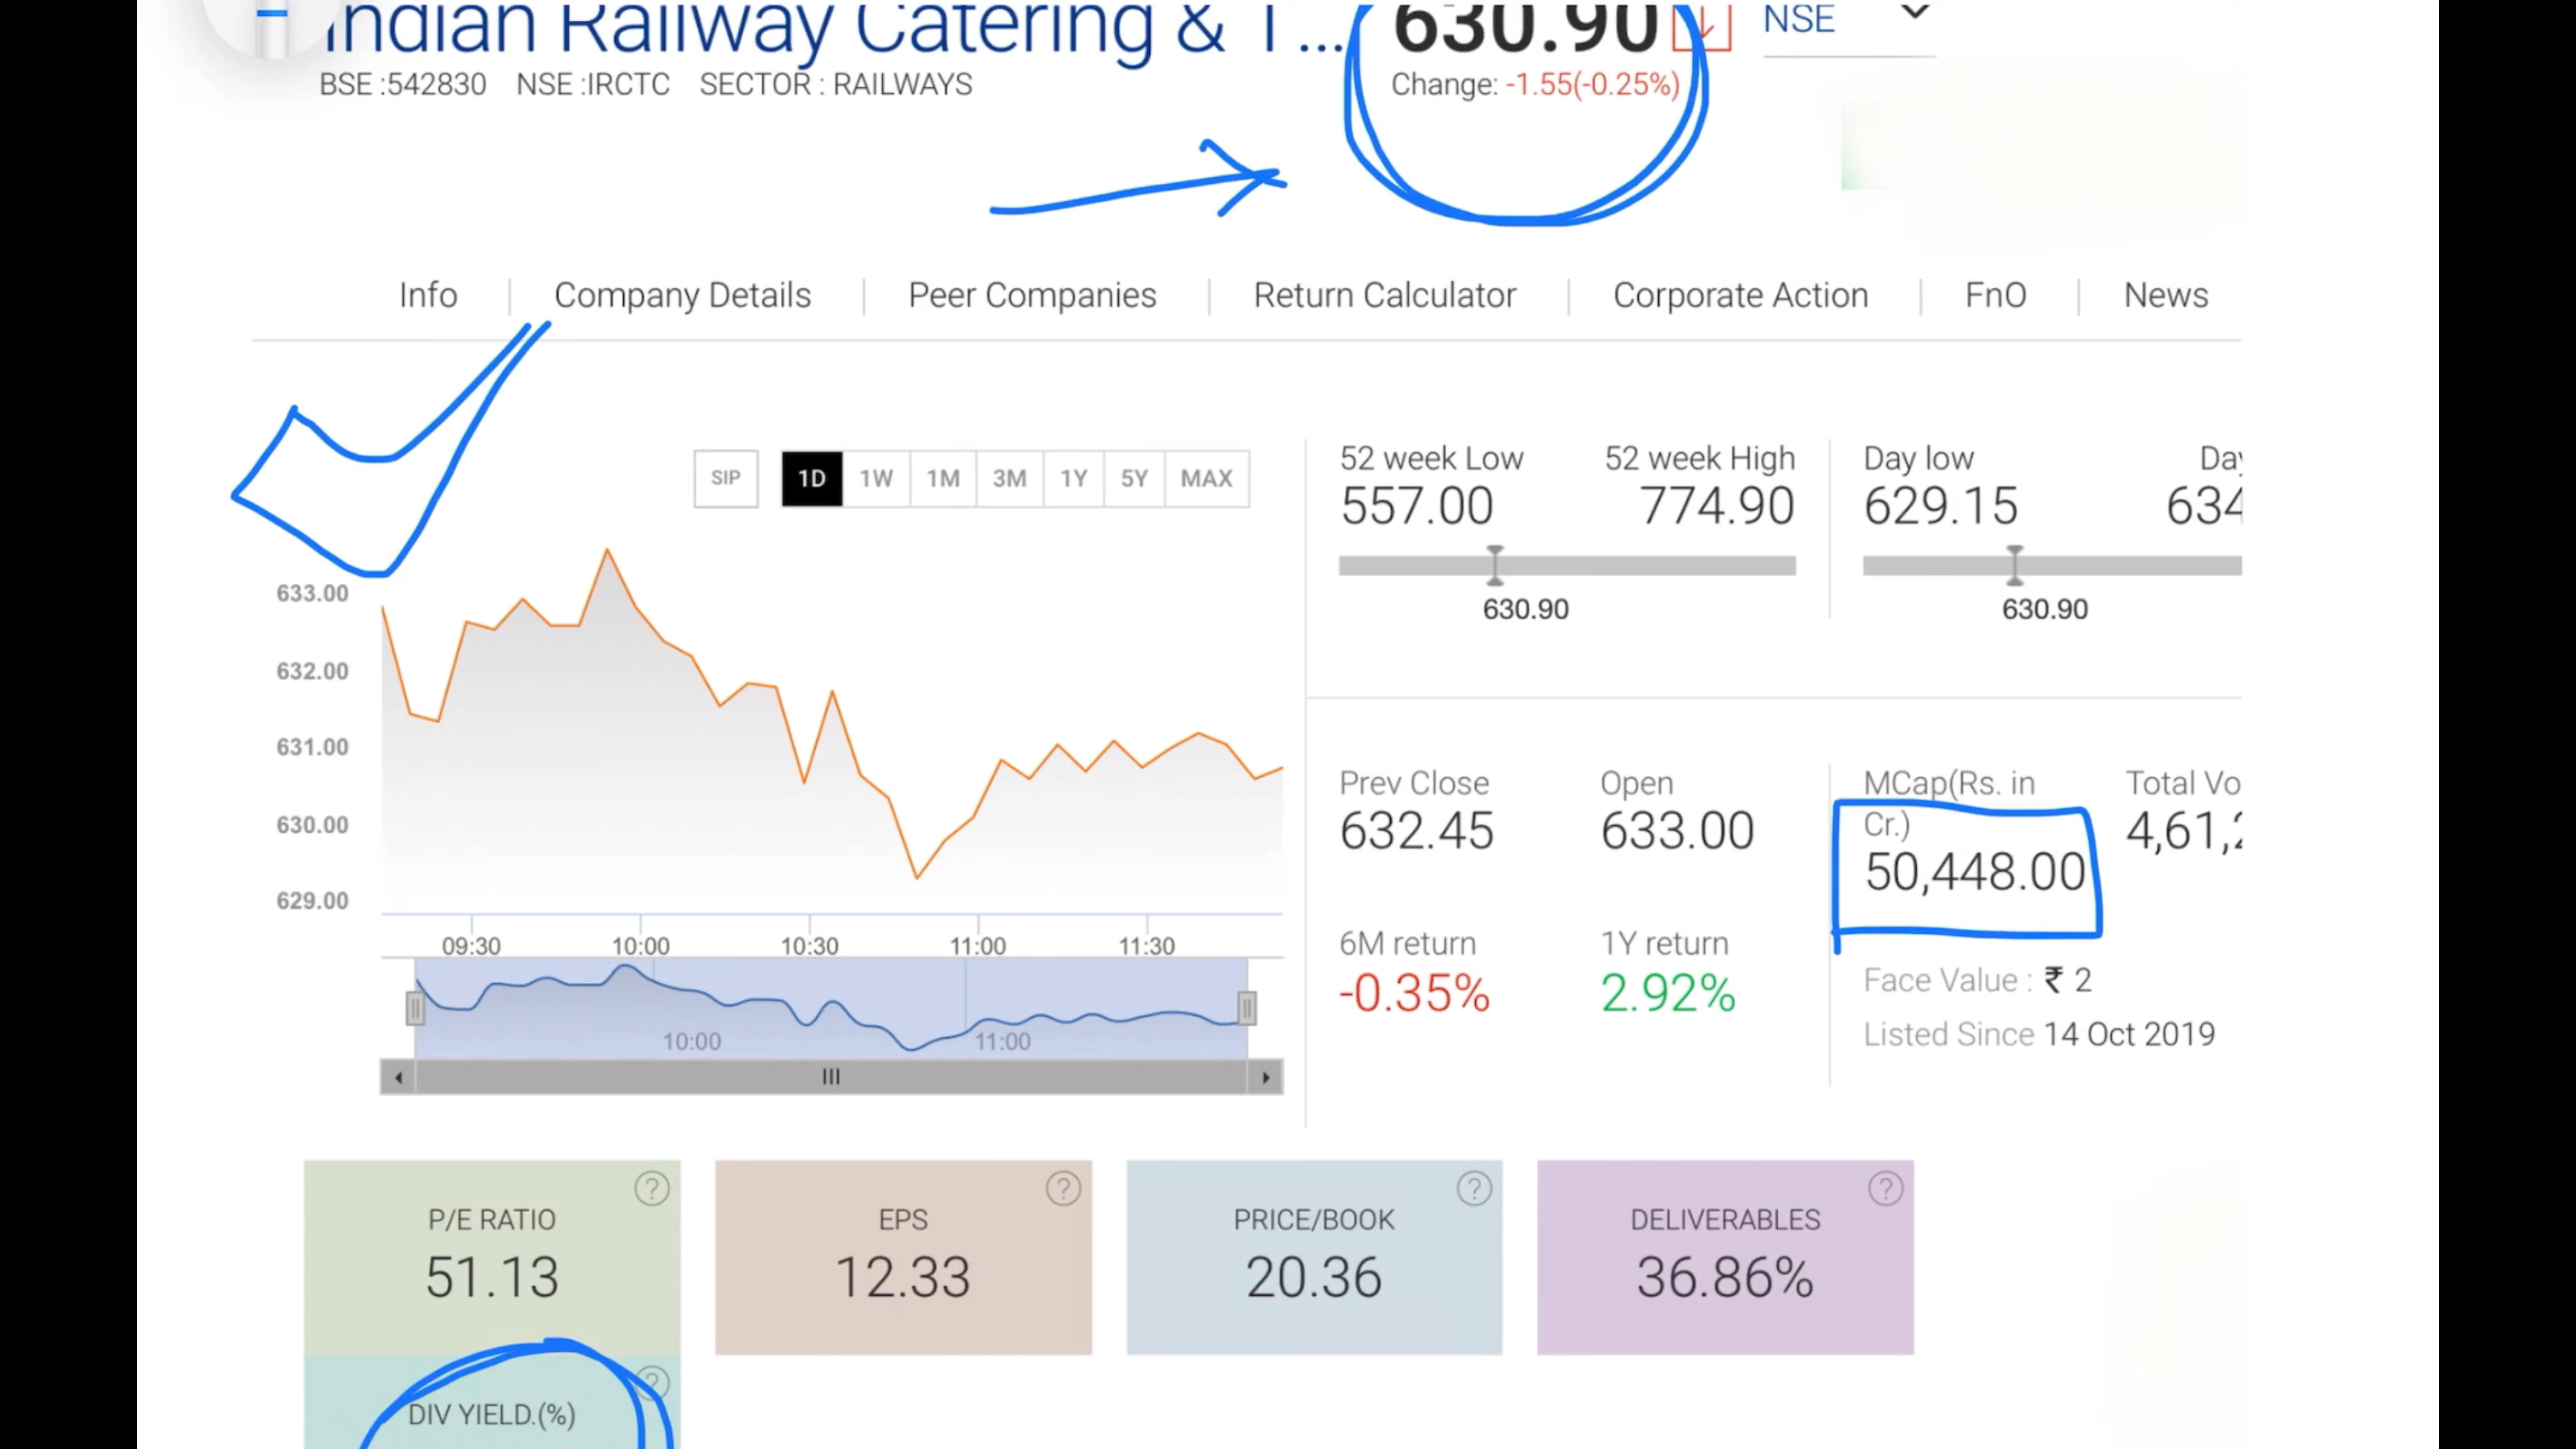 Indian Railway Catering & T... 630.90 NSE
BSE :542830 NSE :IRCTC SECTOR : RAILWAYS Change: -1.55(-0.25%)
Info Company Details Peer Companies Return Calculator Corporate Action FnO News
SIP 1D 1W 1M 3M 1Y 5Y MAX
633.00
632.00
631.00
630.00
629.00
09:30 10:00 10:30 11:00 11:30
10:00 11:00
52 week Low 52 week High Day low
557.00 774.90 629.15
630.90 630.90
Prev Close Open MCap(Rs. in
632.45 633.00 Cr.)
50,448.00
Total
6M return 1Y return
-0.35% 2.92%
Face Value : ₹ 2
Listed Since 14 Oct 2019
P/E RATIO EPS PRICE/BOOK DELIVERABLES
51.13 12.33 20.36 36.86%
DIV YIELD.(%)